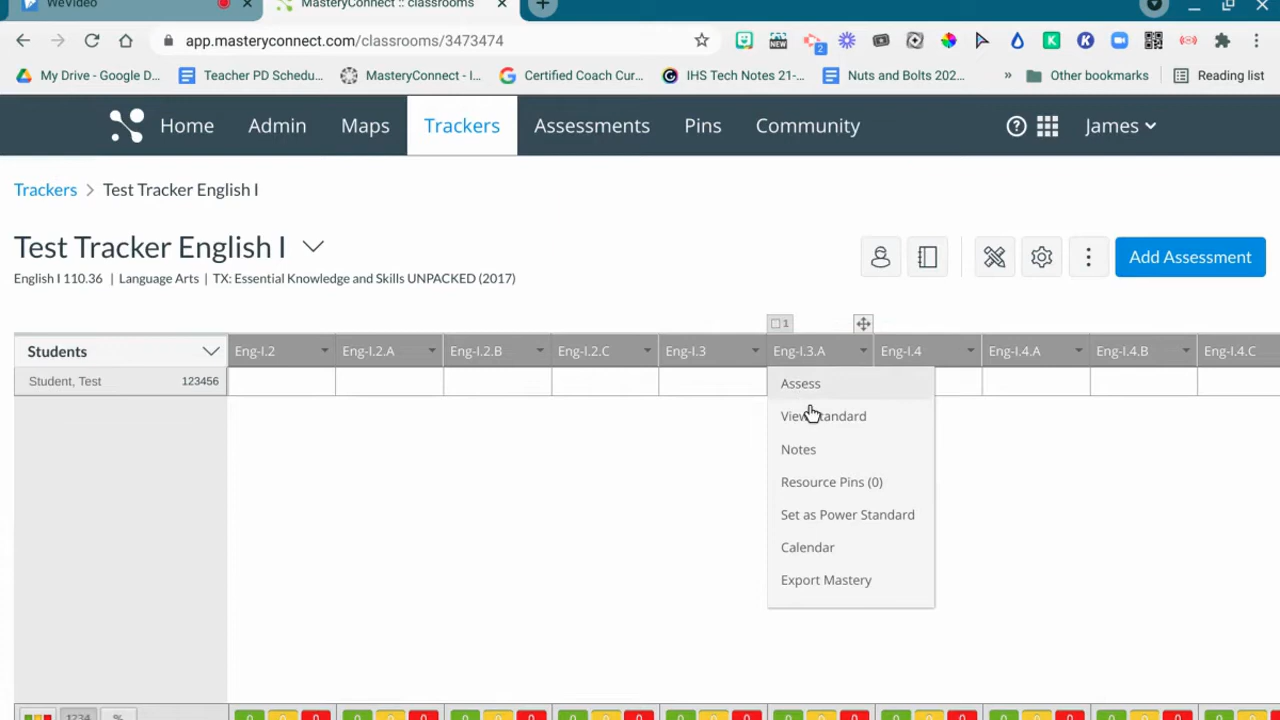 WeVideo
MasteryConnect :: classrooms
app.masteryconnect.com/classrooms/3473474
NEW
2
My Drive - Google D...
Teacher PD Schedu...
MasteryConnect - I...
Certified Coach Cur...
IHS Tech Notes 21-...
Nuts and Bolts 202...
»
Other bookmarks
Reading list
Home
Admin
Maps
Trackers
Assessments
Pins
Community
James
Trackers > Test Tracker English I
Test Tracker English I
English I 110.36 | Language Arts | TX: Essential Knowledge and Skills UNPACKED (2017)
Add Assessment
1
Students
Eng-I.2
Eng-I.2.A
Eng-I.2.B
Eng-I.2.C
Eng-I.3
Eng-I.3.A
Eng-I.4
Eng-I.4.A
Eng-I.4.B
Eng-I.4.C
Student, Test
123456
Assess
View Standard
Notes
Resource Pins (0)
Set as Power Standard
Calendar
Export Mastery
1234
%